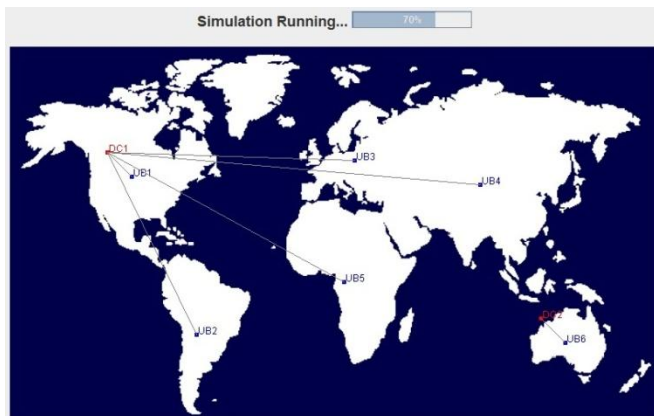 Simulation Running... 70%
DC1
UB3
UB1
UB4
UB5
DC2
UB2
UB6